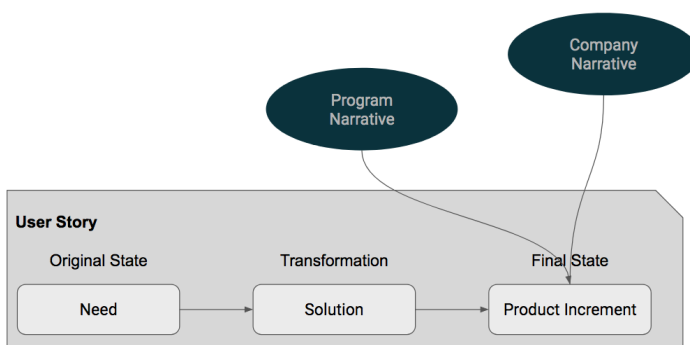 Company
Narrative
Program
Narrative
User Story
Original State
Transformation
Final State
Need
Solution
Product Increment